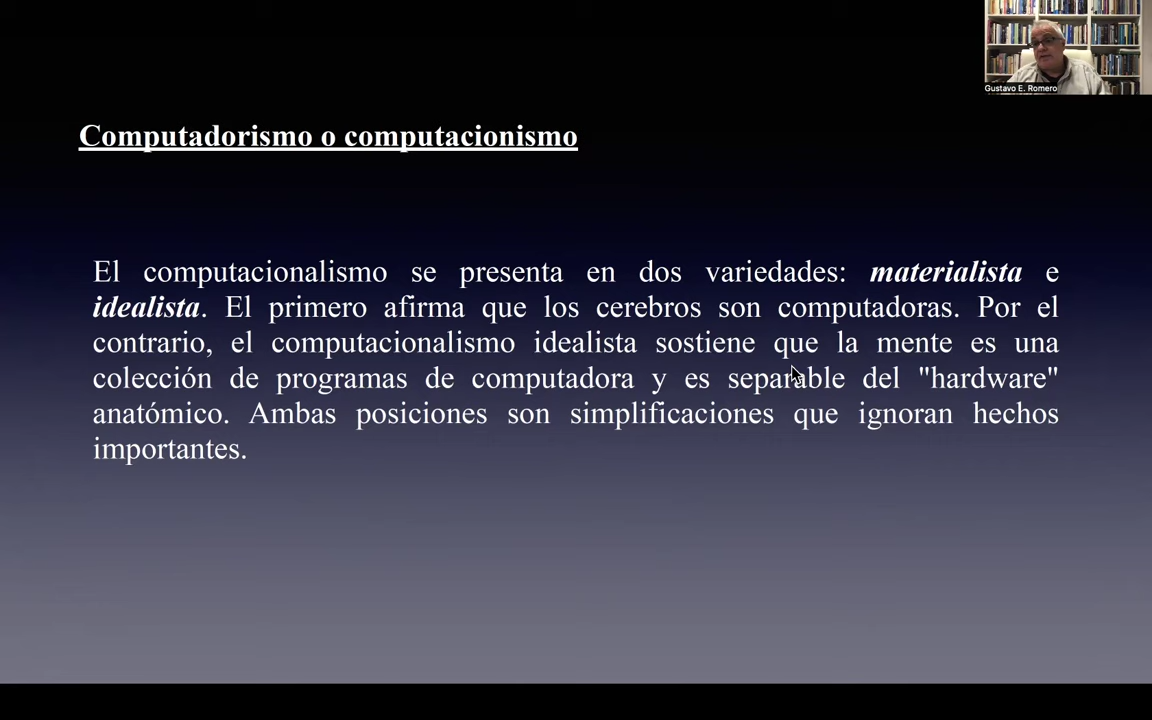 Gustavo E. Romero
Computadorismo o computacionismo
El computacionalismo se presenta en dos variedades: materialista e
idealista. El primero afirma que los cerebros son computadoras. Por el
contrario, el computacionalismo idealista sostiene que la mente es una
colección de programas de computadora y es separable del "hardware"
anatómico. Ambas posiciones son simplificaciones que ignoran hechos
importantes.